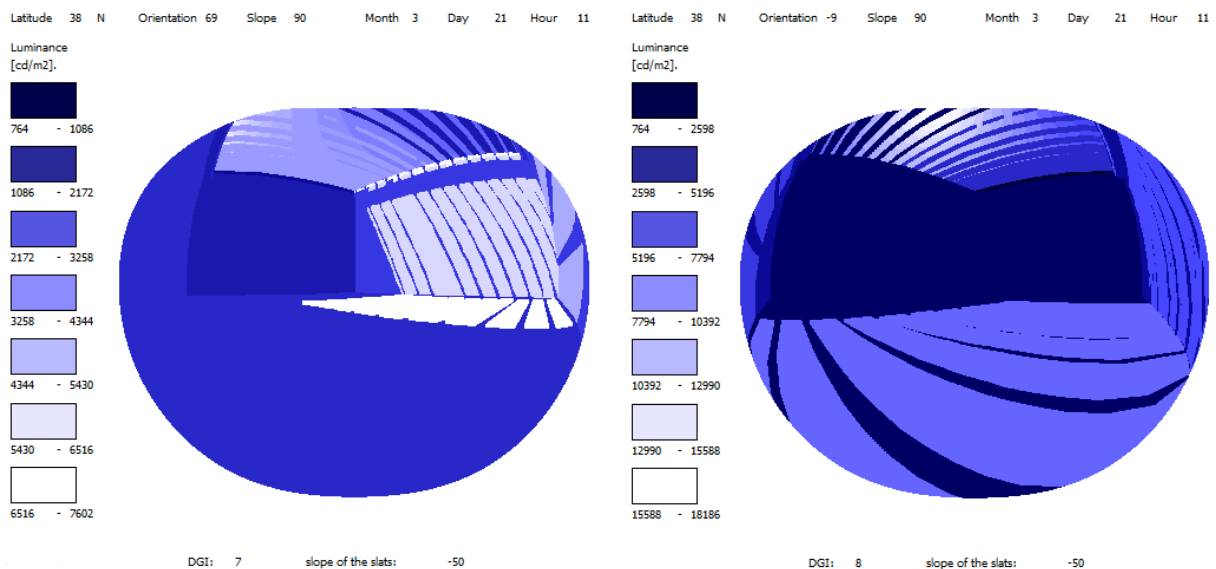 Latitude 38 N Orientation 69 Slope 90 Month 3 Day 21 Hour 11
Luminance
[cd/m2].
764 - 1086
1086 - 2172
2172 - 3258
3258 - 4344
4344 - 5430
5430 - 6516
6516 - 7602
DGI: 7 slope of the slats: -50
Latitude 38 N Orientation -9 Slope 90 Month 3 Day 21 Hour 11
Luminance
[cd/m2].
764 - 2598
2598 - 5196
5196 - 7794
7794 - 10392
10392 - 12990
12990 - 15588
15588 - 18186
DGI: 8 slope of the slats: -50